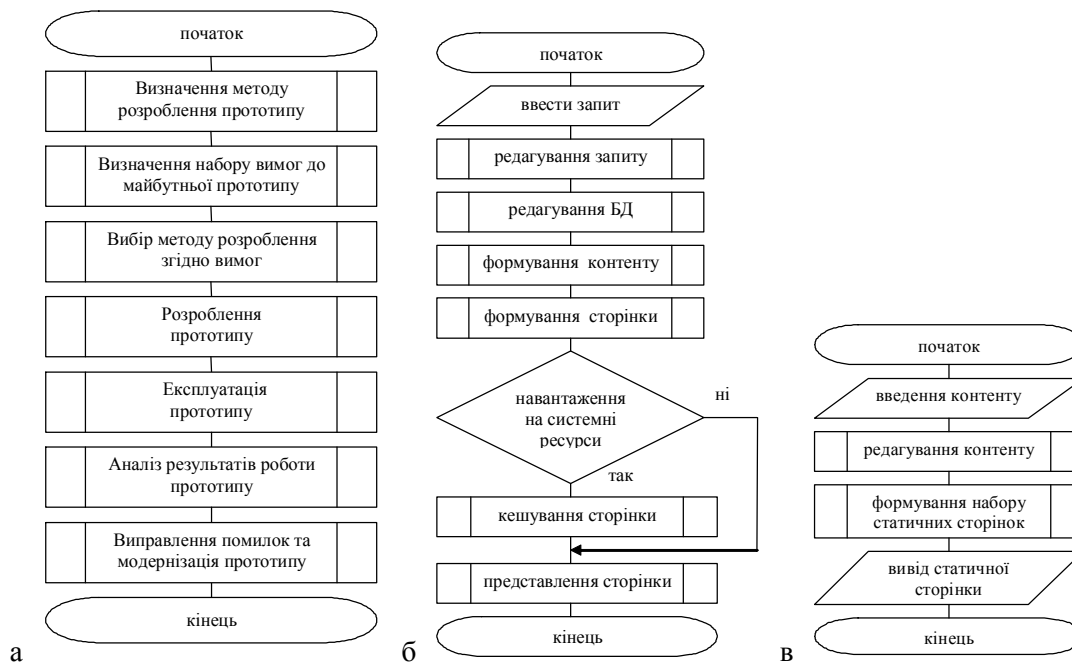 початок
Визначення методу
розроблення прототипу
Визначення набору вимог до
майбутньої прототипу
Вибір методу розроблення
згідно вимог
Розроблення
прототипу
Експлуатація
прототипу
Аналіз результатів роботи
прототипу
Виправлення помилок та
модернізація прототипу
кінець
а
початок
ввести запит
редагування запиту
редагування БД
формування контенту
формування сторінки
навантаження
на системні
ресурси
ні
так
кешування сторінки
представлення сторінки
кінець
б
початок
введення контенту
редагування контенту
формування набору
статичних сторінок
вивід статичної
сторінки
кінець
в